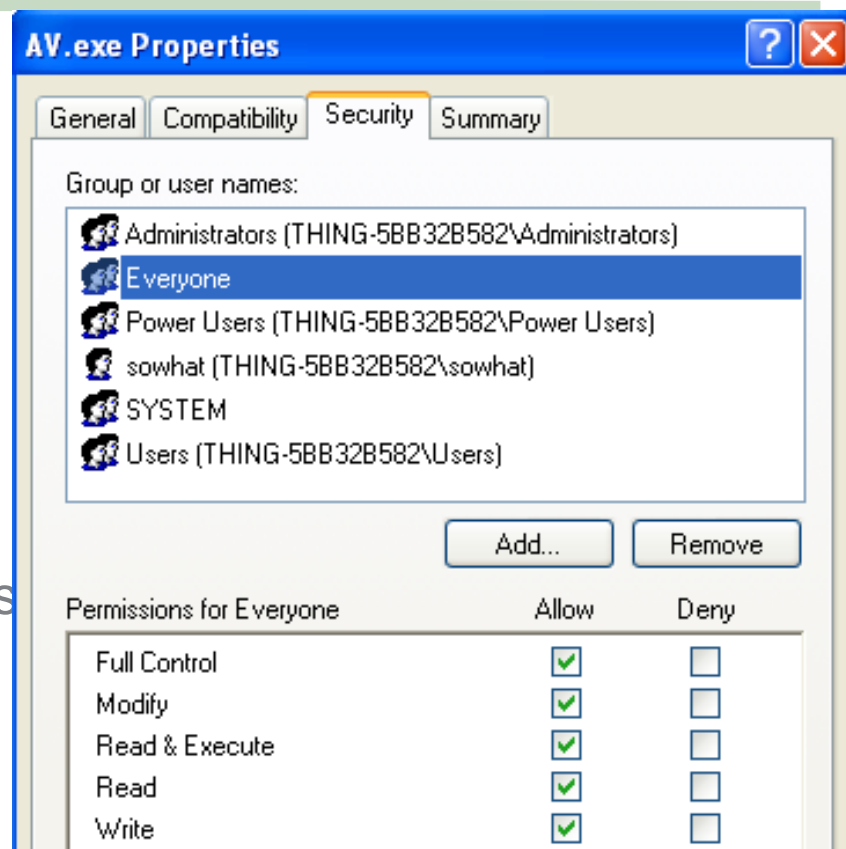 AV.exe Properties
General Compatibility Security Summary
Group or user names:
Administrators (THING-5BB32B582\Administrators)
Everyone
Power Users (THING-5BB32B582\Power Users)
sowhat (THING-5BB32B582\sowhat)
SYSTEM
Users (THING-5BB32B582\Users)
Add... Remove
s
Permissions for Everyone Allow Deny
Full Control
Modify
Read & Execute
Read
Write